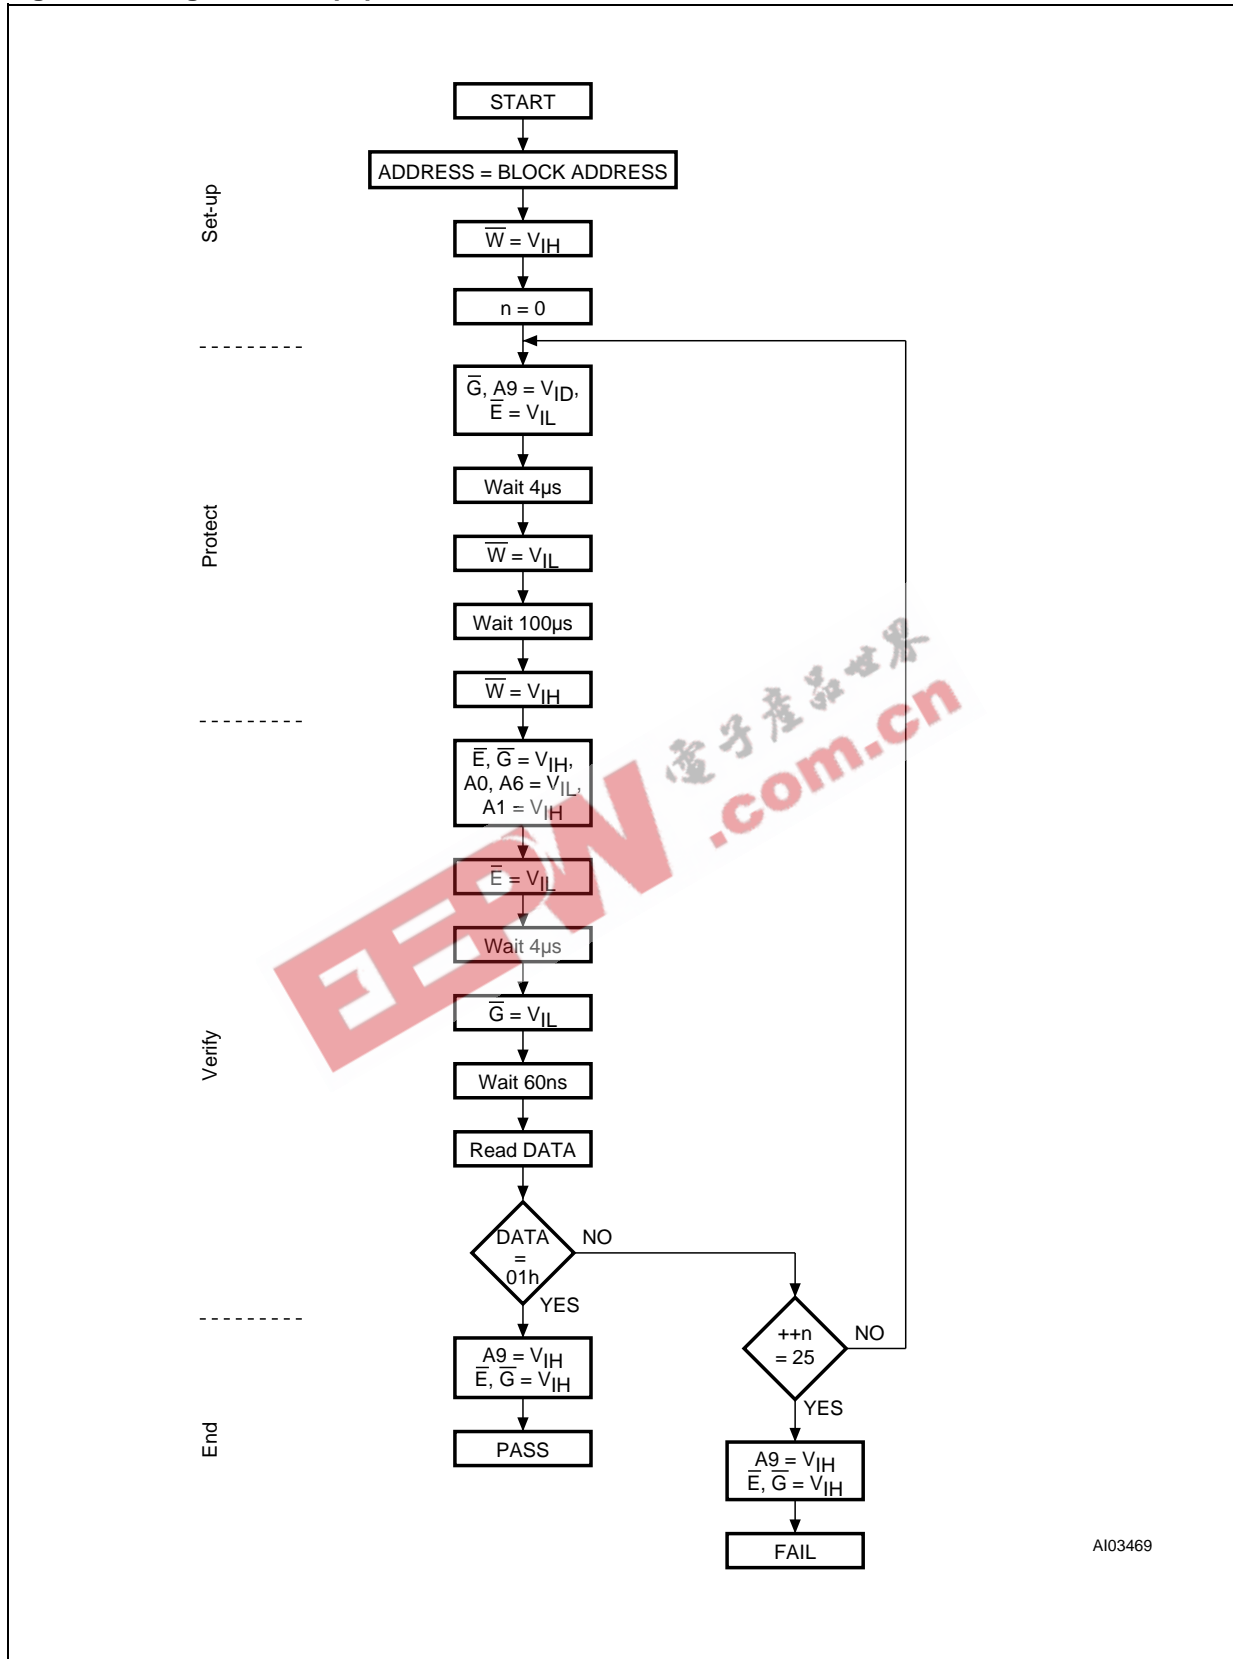 START
ADDRESS = BLOCK ADDRESS
Set-up
W̅ = VIH
n = 0
G̅, A9 = VID,
E̅ = VIL
Wait 4µs
Protect
W̅ = VIL
Wait 100µs
W̅ = VIH
E̅, G̅ = VIH,
A0, A6 = VIL,
A1 = VIH
E̅ = VIL
Wait 4µs
G̅ = VIL
Verify
Wait 60ns
Read DATA
DATA
=
01h
NO
YES
++n
= 25
NO
YES
A9 = VIH
E̅, G̅ = VIH
End
PASS
A9 = VIH
E̅, G̅ = VIH
FAIL
AI03469
EEPW
電子產品世界
.com.cn